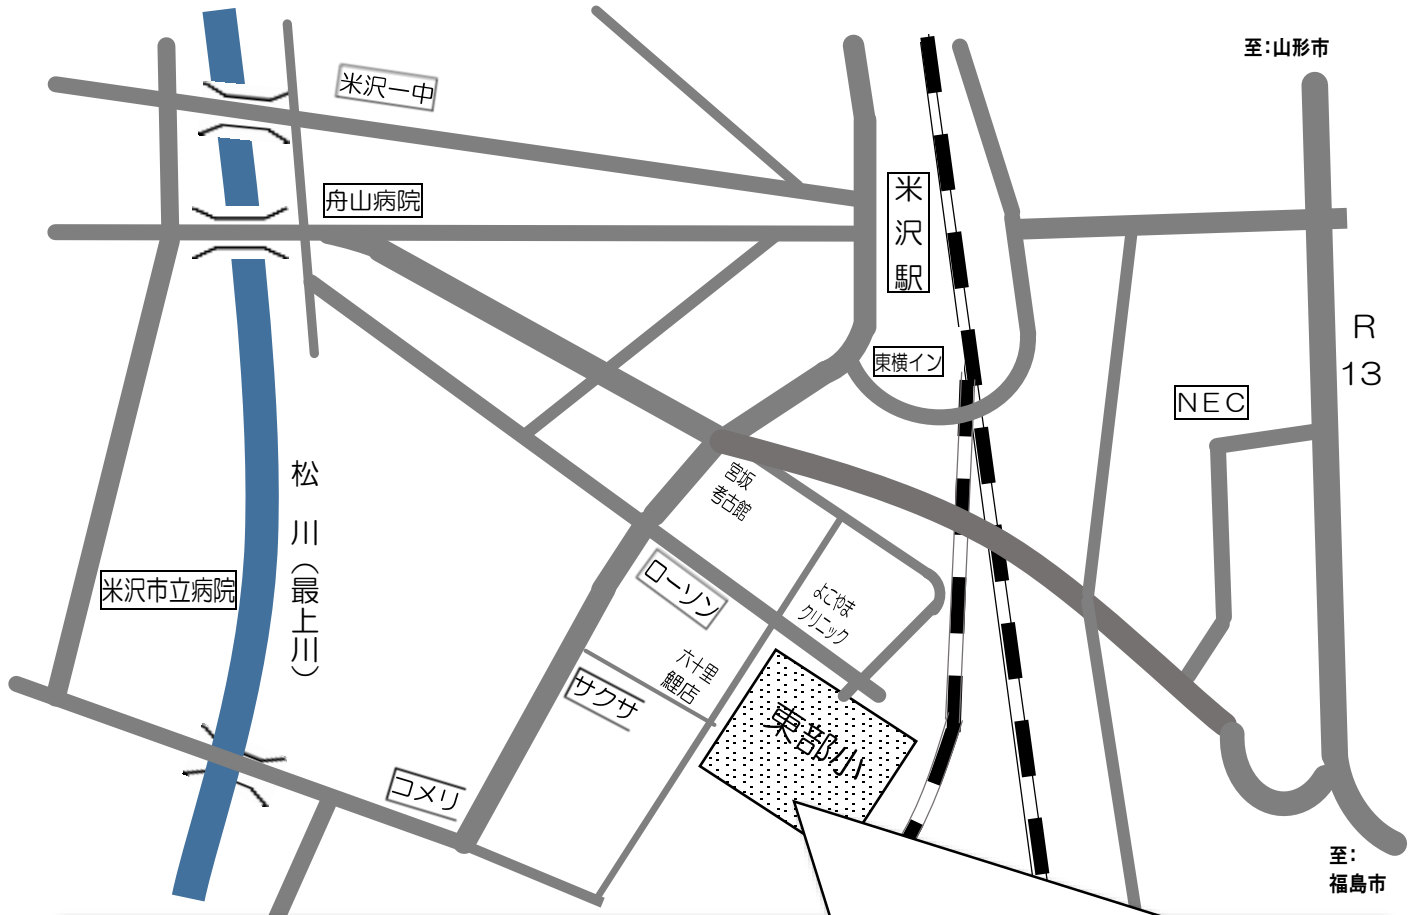 至：山形市
米沢一中
舟山病院
米沢駅
東横イン
R
13
NEC
宮坂
考古館
松川（最上川）
米沢市立病院
ローソン
よこやま
クリニック
六十里
鯉店
サクサ
東部小
コメリ
至：
福島市